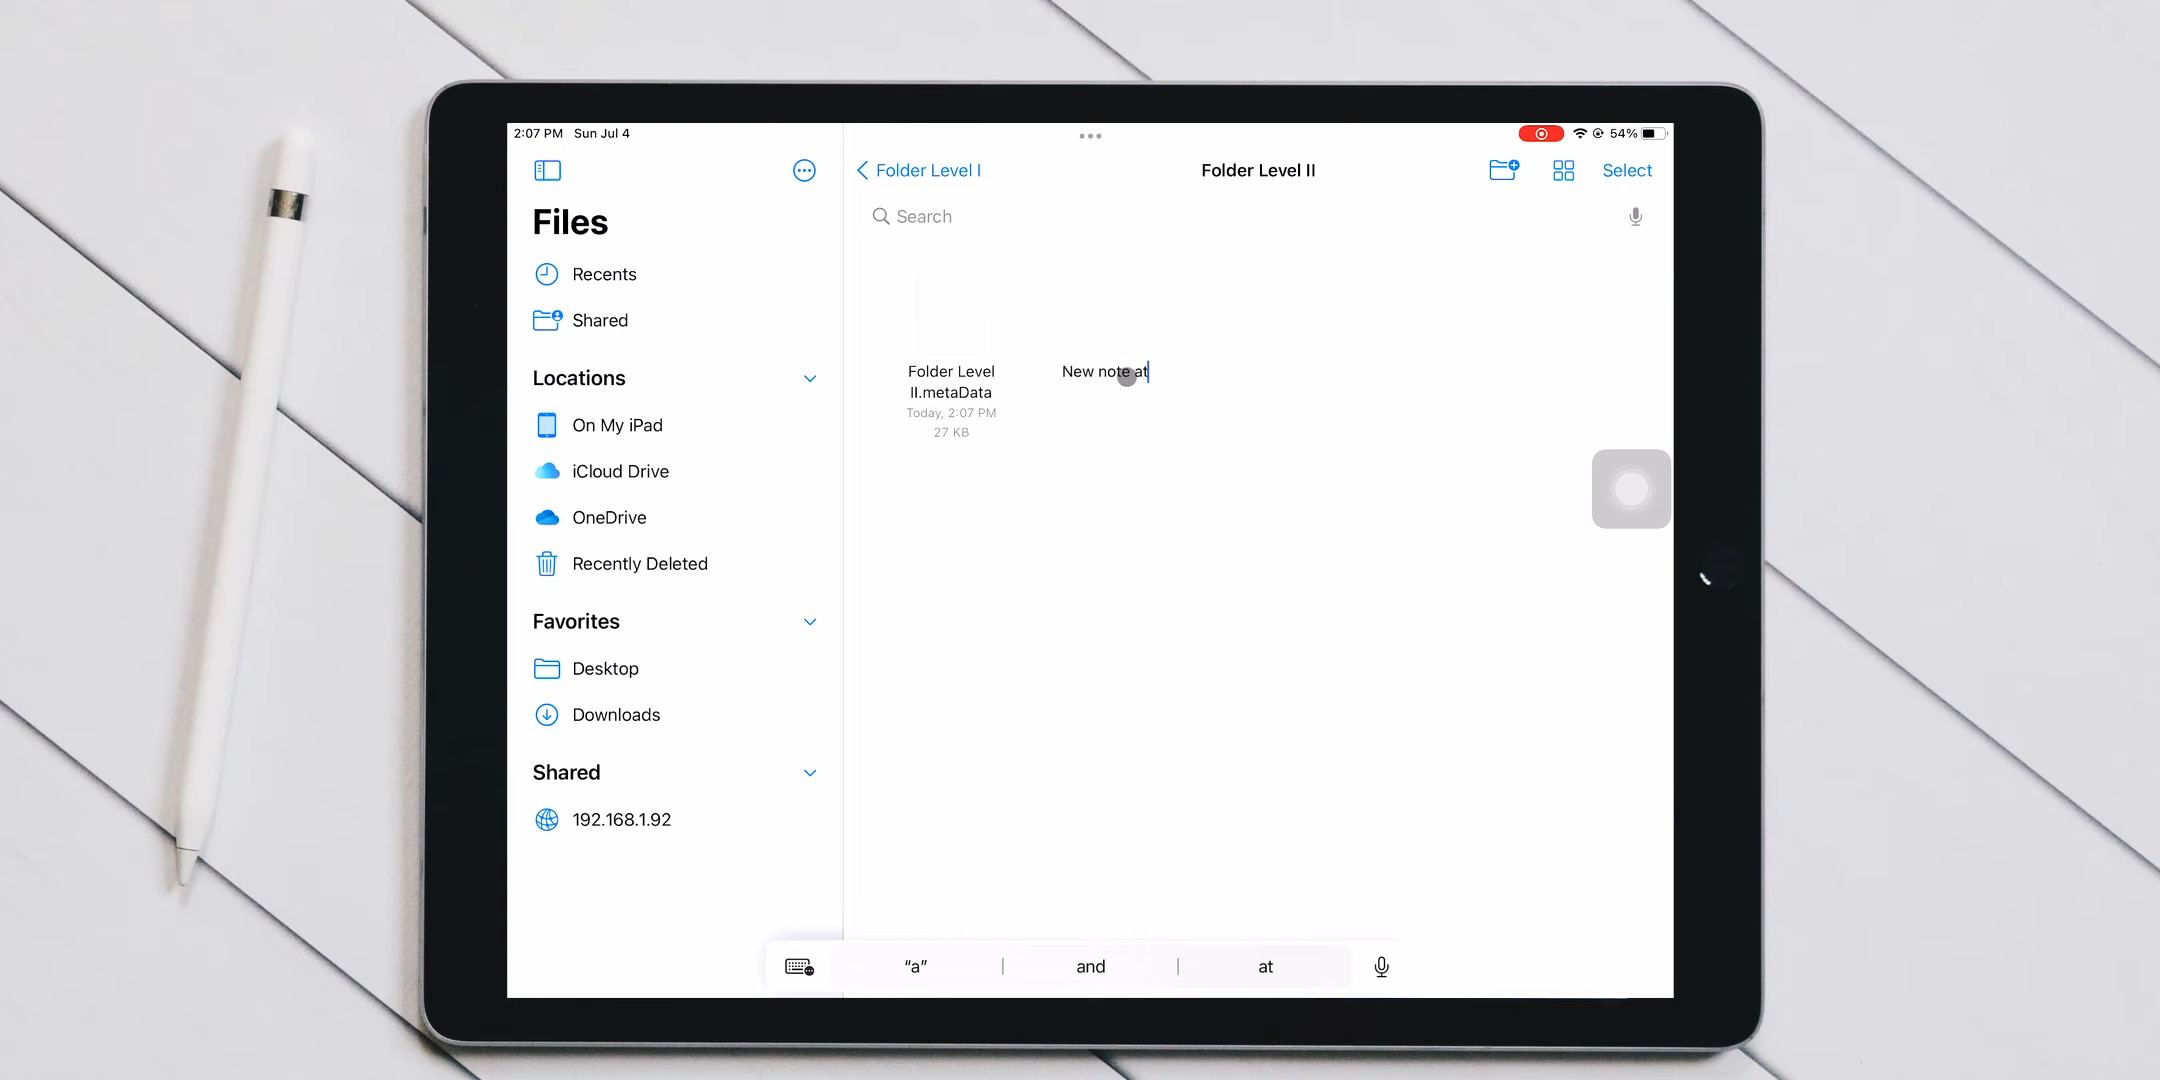 2:07 PM Sun Jul 4
54%
Files
Recents
Shared
Locations
On My iPad
iCloud Drive
OneDrive
Recently Deleted
Favorites
Desktop
Downloads
Shared
192.168.1.92
Folder Level I
Folder Level II
Select
Search
Folder Level
II.metaData
Today, 2:07 PM
27 KB
New note at
“a”
and
at